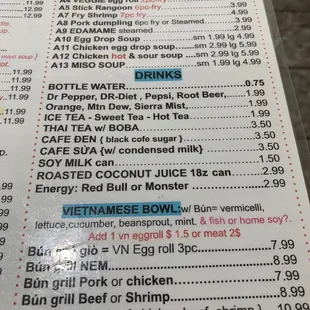 A4 Veggie egg roll 2pc
A5 Stick Rangoon 6pc-fry
A7 Fry Shrimp 7pc fry
A8 Pork dumpling 6pc fry or Steamed
A9 EDAMAME steamed 2.99
A10 Egg Drop Soup sm 1.99 lg 4.99
A11 Chicken egg drop soup sm 2.99 lg 5.99
A12 Chicken hot & sour soup sm 2.99 lg 5.99
A13 MISO SOUP 1.99
DRINKS
BOTTLE WATER 0.75
Dr Pepper, DR-Diet , Pepsi, Root Beer,
Orange, Mtn Dew, Sierra Mist, 1.99
ICE TEA - Sweet Tea - Hot Tea 1.99
THAI TEA w/ BOBA 3.50
CAFE ĐEN ( black cofe sugar ) 3.50
CAFE SỮA {w/ condensed milk} 3.50
SOY MILK can 1.50
ROASTED COCONUT JUICE 18z can 2.99
Energy: Red Bull or Monster 2.99
VIETNAMESE BOWL: w/ Bún= vermicelli,
lettuce,cucumber, beansprout, mint. & fish or home soy?.
Add 1 vn eggroll $ 1.5 or meat 2$
Bún giò = VN Egg roll 3pc 7.99
Bún grill NEM 8.99
Bún grill Pork or chicken 7.99
Bún grill Beef or Shrimp 8.99